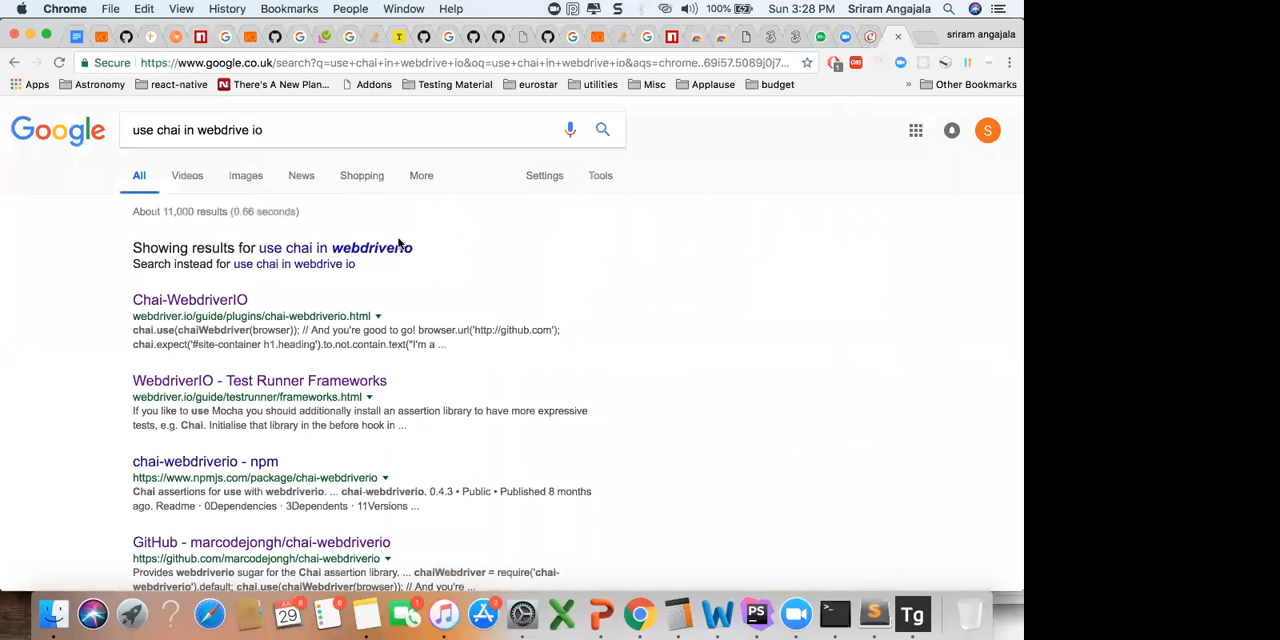 Chrome File Edit View History Bookmarks People Window Help 100% Sun 3:28 PM Sriram Angajala
sriram angajala
Secure https://www.google.co.uk/search?q=use+chai+in+webdrive+io&oq=use+chai+in+webdrive+io&aqs=chrome..69i57.5089j0j7...
Apps Astronomy react-native There's A New Plan... Addons Testing Material eurostar utilities Misc Applause budget » Other Bookmarks
Google
use chai in webdrive io
S
All Videos Images News Shopping More Settings Tools
About 11,000 results (0.66 seconds)
Showing results for use chai in webdriverio
Search instead for use chai in webdrive io
Chai-WebdriverIO
webdriver.io/guide/plugins/chai-webdriverio.html
chai.use(chaiWebdriver(browser)); // And you're good to go! browser.url('http://github.com');
chai.expect('#site-container h1.heading').to.not.contain.text("I'm a ...
WebdriverIO - Test Runner Frameworks
webdriver.io/guide/testrunner/frameworks.html
If you like to use Mocha you should additionally install an assertion library to have more expressive
tests, e.g. Chai. Initialise that library in the before hook in ...
chai-webdriverio - npm
https://www.npmjs.com/package/chai-webdriverio
Chai assertions for use with webdriverio. ... chai-webdriverio. 0.4.3 • Public • Published 8 months
ago. Readme · 0Dependencies · 3Dependents · 11Versions ...
GitHub - marcodejongh/chai-webdriverio
https://github.com/marcodejongh/chai-webdriverio
Provides webdriverio sugar for the Chai assertion library. ... chaiWebdriver = require('chai-
webdriverio').default; chai.use(chaiWebdriver(browser)); // And you're ...
29
PS
Tg